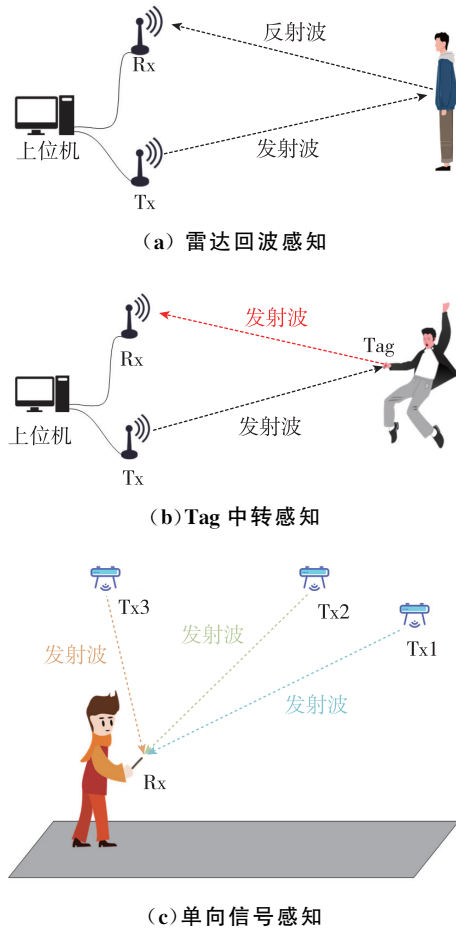 反射波
Rx
上位机
发射波
Tx
(a) 雷达回波感知
发射波
Tag
Rx
上位机
发射波
Tx
(b)Tag 中转感知
Tx3
Tx2
Tx1
发射波
发射波
发射波
Rx
(c)单向信号感知